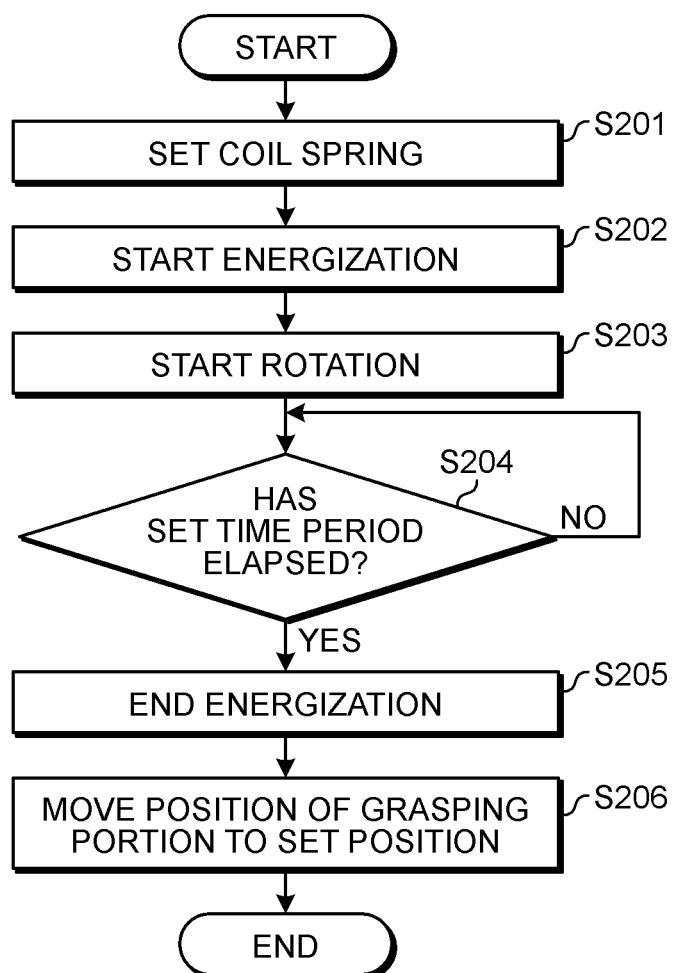 START
S201
SET COIL SPRING
S202
START ENERGIZATION
S203
START ROTATION
S204
HAS
SET TIME PERIOD
ELAPSED?
NO
YES
S205
END ENERGIZATION
S206
MOVE POSITION OF GRASPING
PORTION TO SET POSITION
END